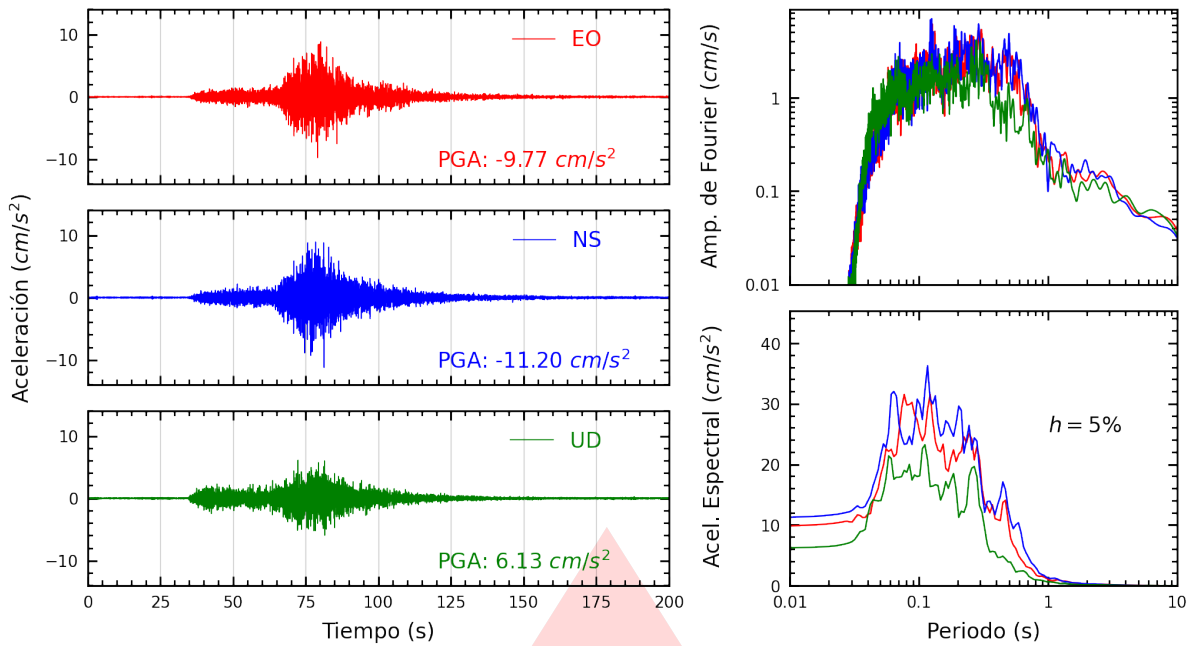 EO
PGA: -9.77 cm/s²
10
0
−10
NS
PGA: -11.20 cm/s²
10
0
−10
UD
PGA: 6.13 cm/s²
10
0
−10
Aceleración (cm/s²)
0 25 50 75 100 125 150 175 200
Tiempo (s)
Amp. de Fourier (cm/s)
1
0.1
0.01
Acel. Espectral (cm/s²)
40
30
20
10
0
h = 5%
0.01 0.1 1 10
Periodo (s)